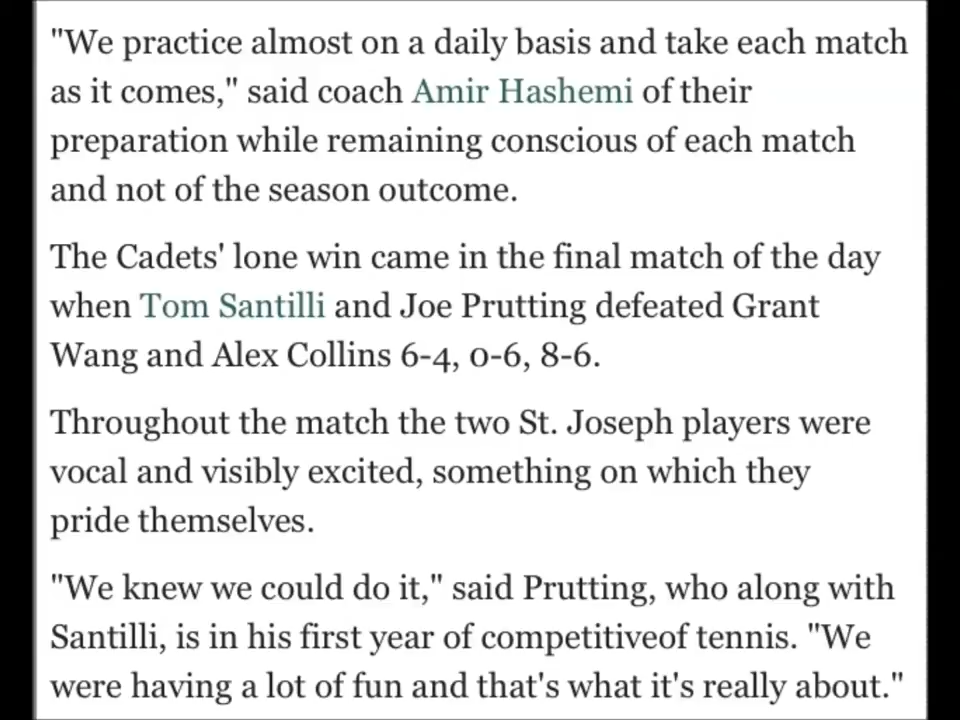 "We practice almost on a daily basis and take each match
as it comes," said coach Amir Hashemi of their
preparation while remaining conscious of each match
and not of the season outcome.
The Cadets' lone win came in the final match of the day
when Tom Santilli and Joe Prutting defeated Grant
Wang and Alex Collins 6-4, 0-6, 8-6.
Throughout the match the two St. Joseph players were
vocal and visibly excited, something on which they
pride themselves.
"We knew we could do it," said Prutting, who along with
Santilli, is in his first year of competitiveof tennis. "We
were having a lot of fun and that's what it's really about."